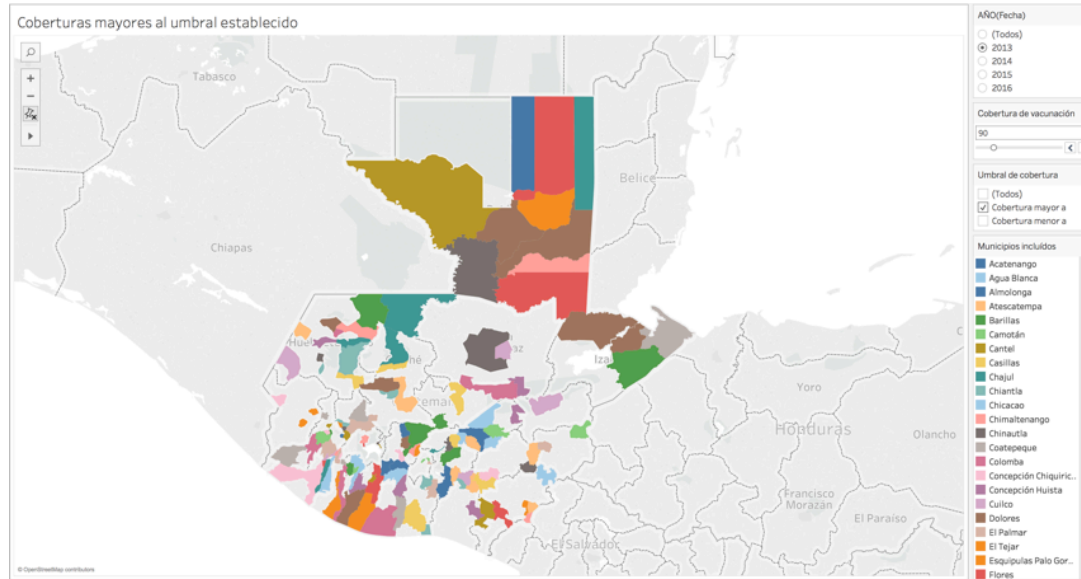 Coberturas mayores al umbral establecido
Tabasco
Belice
Chiapas
Yoro
Honduras
Olancho
Francisco
Morazán
El Paraíso
El Salvador
© OpenStreetMap contributors
AÑO(Fecha)
(Todos)
2013
2014
2015
2016
Cobertura de vacunación
90
Umbral de cobertura
(Todos)
Cobertura mayor a
Cobertura menor a
Municipios incluídos
Acatenango
Agua Blanca
Almolonga
Atescatempa
Barillas
Camotán
Cantel
Casillas
Chajul
Chiantla
Chicacao
Chimaltenango
Chinautla
Coatepeque
Colomba
Concepción Chiquiric..
Concepción Huista
Cuilco
Dolores
El Palmar
El Tejar
Esquipulas Palo Gor..
Flores